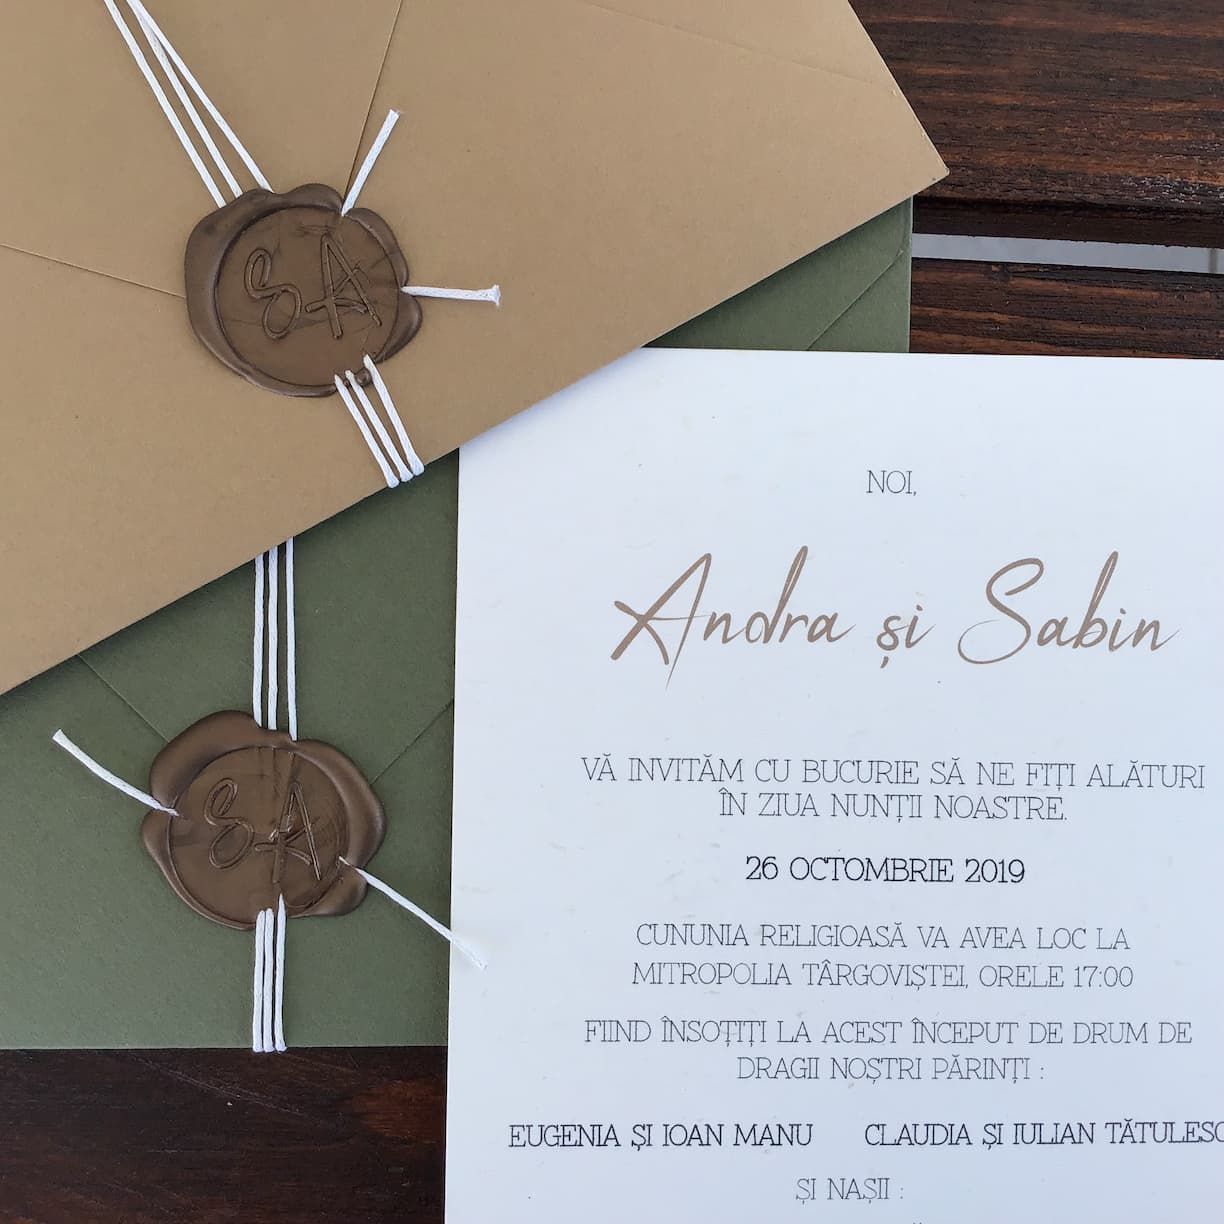 SA
SA
NOI,
Andra și Sabin
VĂ INVITĂM CU BUCURIE SĂ NE FIȚI ALĂTURI
ÎN ZIUA NUNȚII NOASTRE.
26 OCTOMBRIE 2019
CUNUNIA RELIGIOASĂ VA AVEA LOC LA
MITROPOLIA TÂRGOVIȘTEI, ORELE 17:00
FIIND ÎNSOȚIȚI LA ACEST ÎNCEPUT DE DRUM DE
DRAGII NOȘTRI PĂRINȚI :
EUGENIA ȘI IOAN MANU CLAUDIA ȘI IULIAN
ȘI NAȘII :